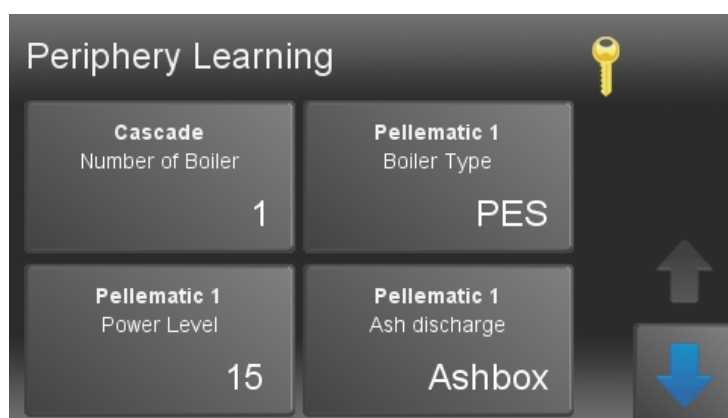 Periphery Learning
Cascade
Number of Boiler
1
Pellematic 1
Boiler Type
PES
Pellematic 1
Power Level
15
Pellematic 1
Ash discharge
Ashbox